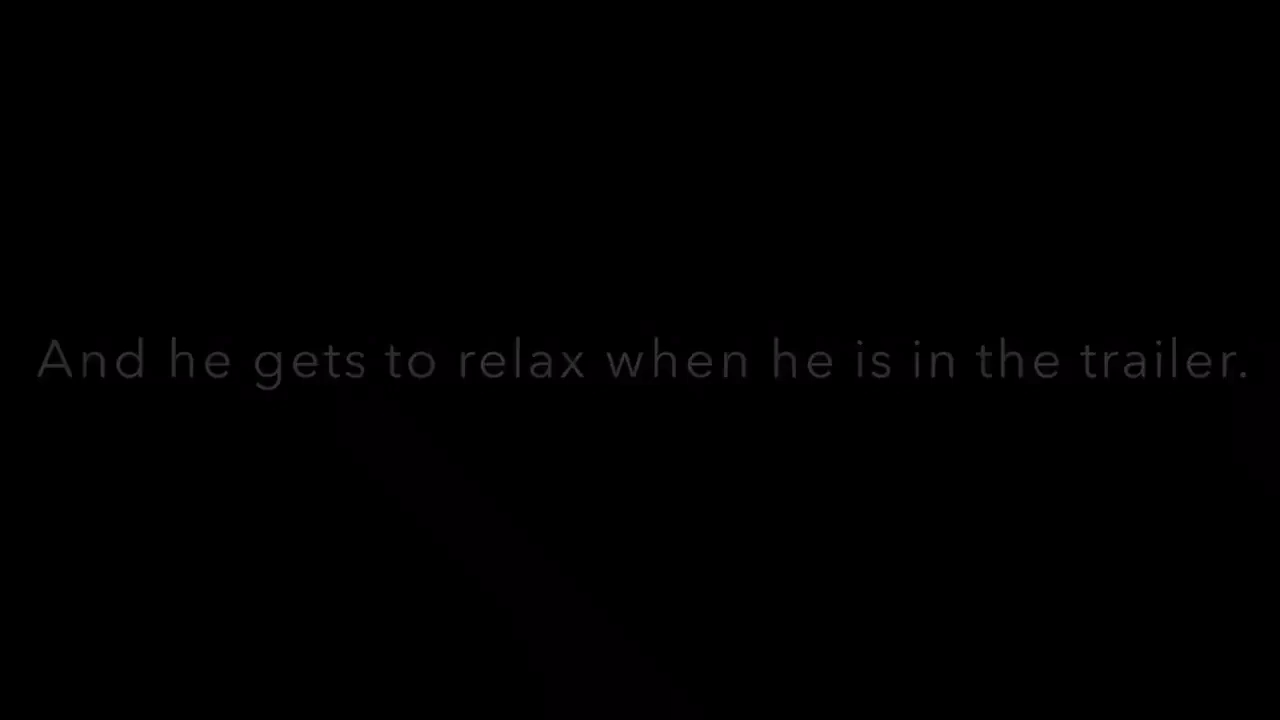 And he gets to relax when he is in the trailer.